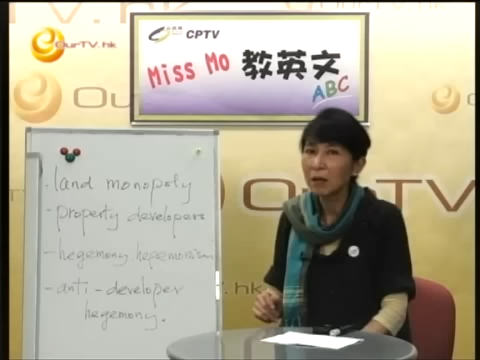 OurTV.hk
CPTV
Miss Mo 教英文
ABC
- land monopoly
- property developers
- hegemony hegemonism
- anti-developer
hegemony.
OurTV.hk